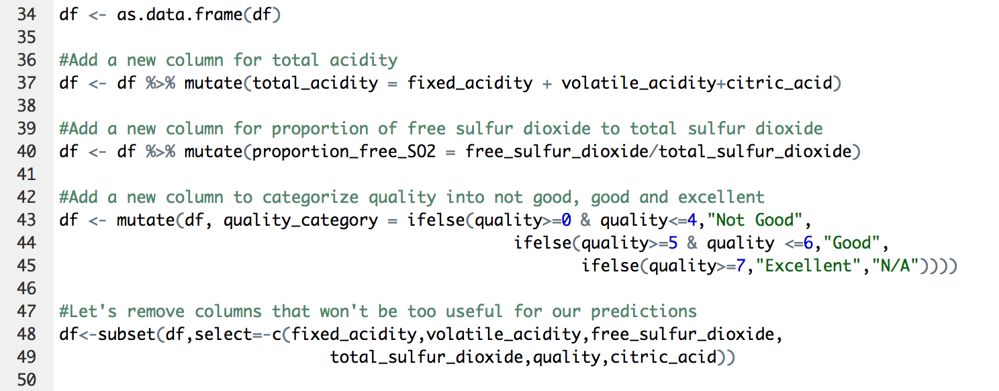 34 df <- as.data.frame(df)
35
36 #Add a new column for total acidity
37 df <- df %>% mutate(total_acidity = fixed_acidity + volatile_acidity+citric_acid)
38
39 #Add a new column for proportion of free sulfur dioxide to total sulfur dioxide
40 df <- df %>% mutate(proportion_free_SO2 = free_sulfur_dioxide/total_sulfur_dioxide)
41
42 #Add a new column to categorize quality into not good, good and excellent
43 df <- mutate(df, quality_category = ifelse(quality>=0 & quality<=4,"Not Good",
44 ifelse(quality>=5 & quality <=6,"Good",
45 ifelse(quality>=7,"Excellent","N/A"))))
46
47 #Let's remove columns that won't be too useful for our predictions
48 df<-subset(df,select=-c(fixed_acidity,volatile_acidity,free_sulfur_dioxide,
49 total_sulfur_dioxide,quality,citric_acid))
50